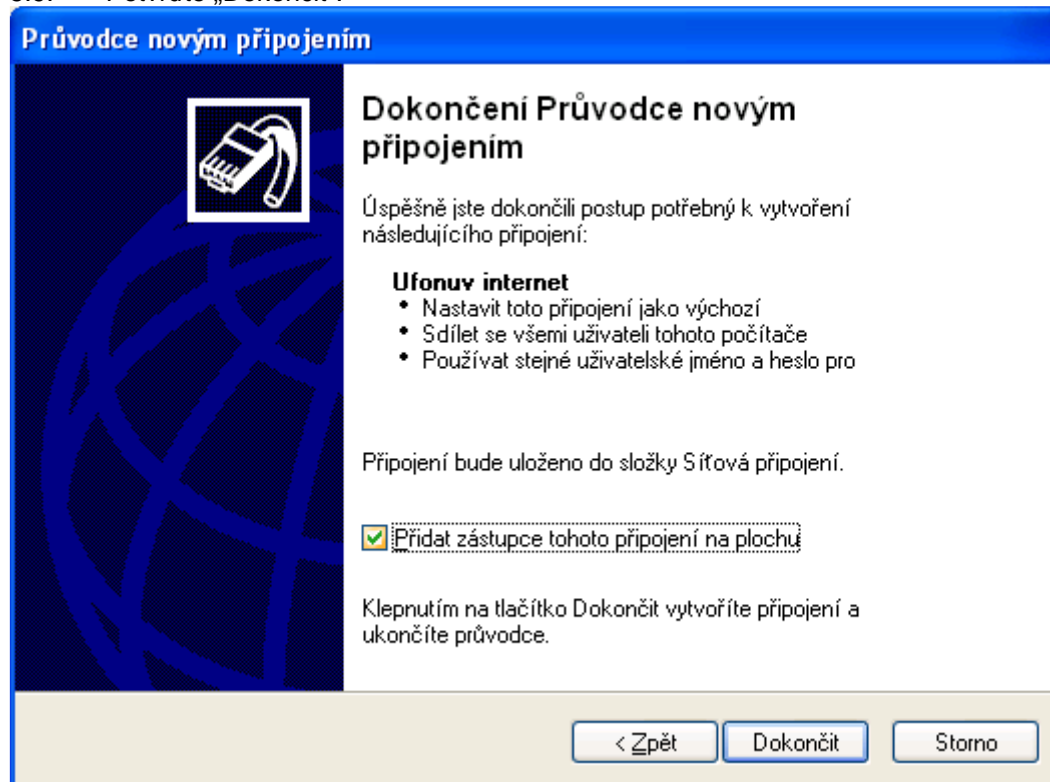 Průvodce novým připojením
Dokončení Průvodce novým
připojením
Úspěšně jste dokončili postup potřebný k vytvoření
následujícího připojení:
Ufonuv internet
• Nastavit toto připojení jako výchozí
• Sdílet se všemi uživateli tohoto počítače
• Používat stejné uživatelské jméno a heslo pro
Připojení bude uloženo do složky Síťová připojení.
Přidat zástupce tohoto připojení na plochu
Klepnutím na tlačítko Dokončit vytvoříte připojení a
ukončíte průvodce.
< Zpět
Dokončit
Storno